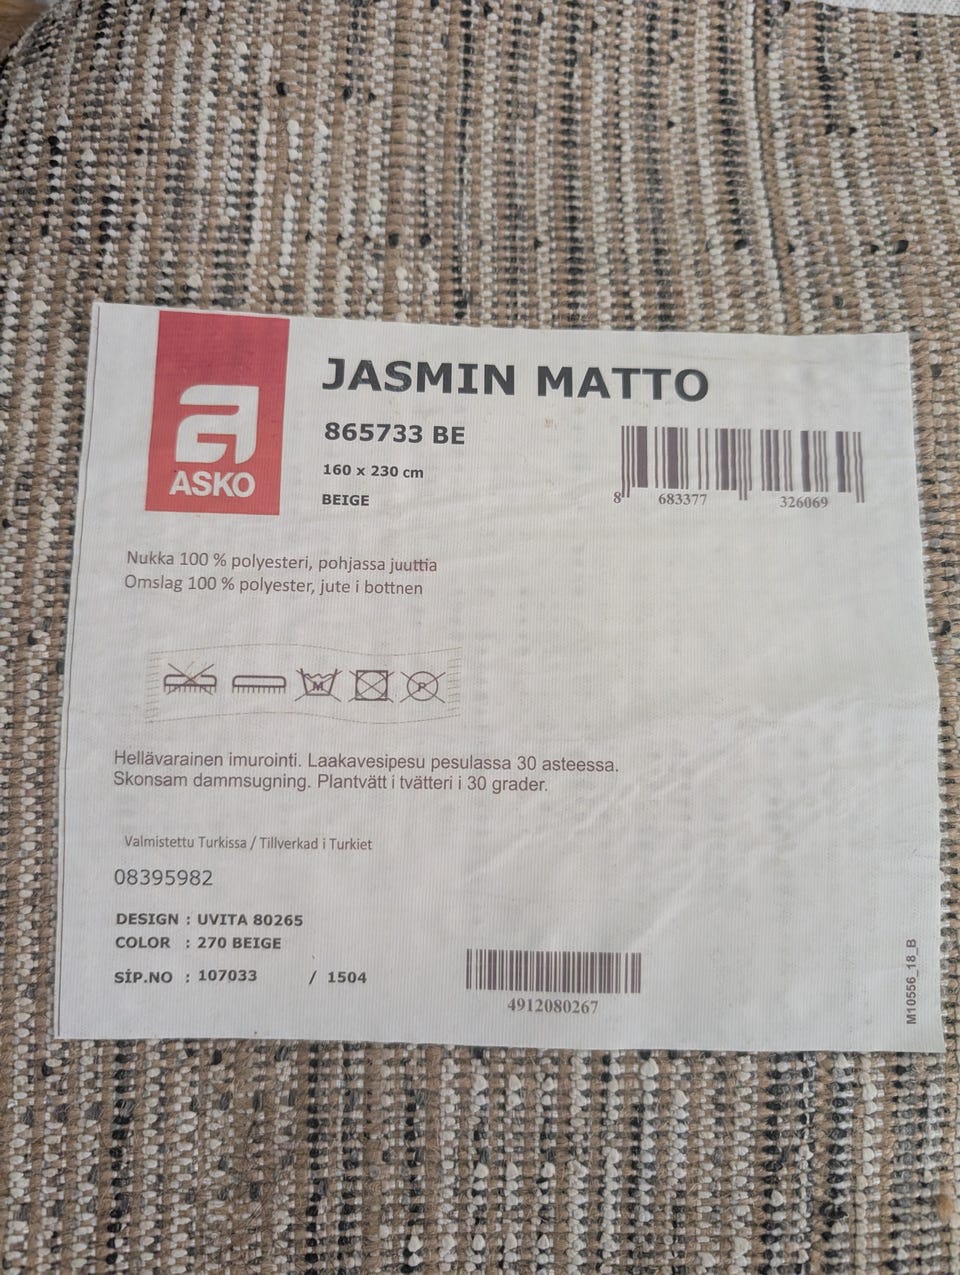 ASKO
JASMIN MATTO
865733 BE
160 x 230 cm
BEIGE
8 683377 326069
Nukka 100 % polyesteri, pohjassa juuttia
Omslag 100 % polyester, jute i bottnen
M P
Hellävarainen imurointi. Laakavesipesu pesulassa 30 asteessa.
Skonsam dammsugning. Plantvätt i tvätteri i 30 grader.
Valmistettu Turkissa / Tillverkad i Turkiet
08395982
DESIGN : UVITA 80265
COLOR : 270 BEIGE
SİP.NO : 107033 / 1504
4912080267
M10556_18_B